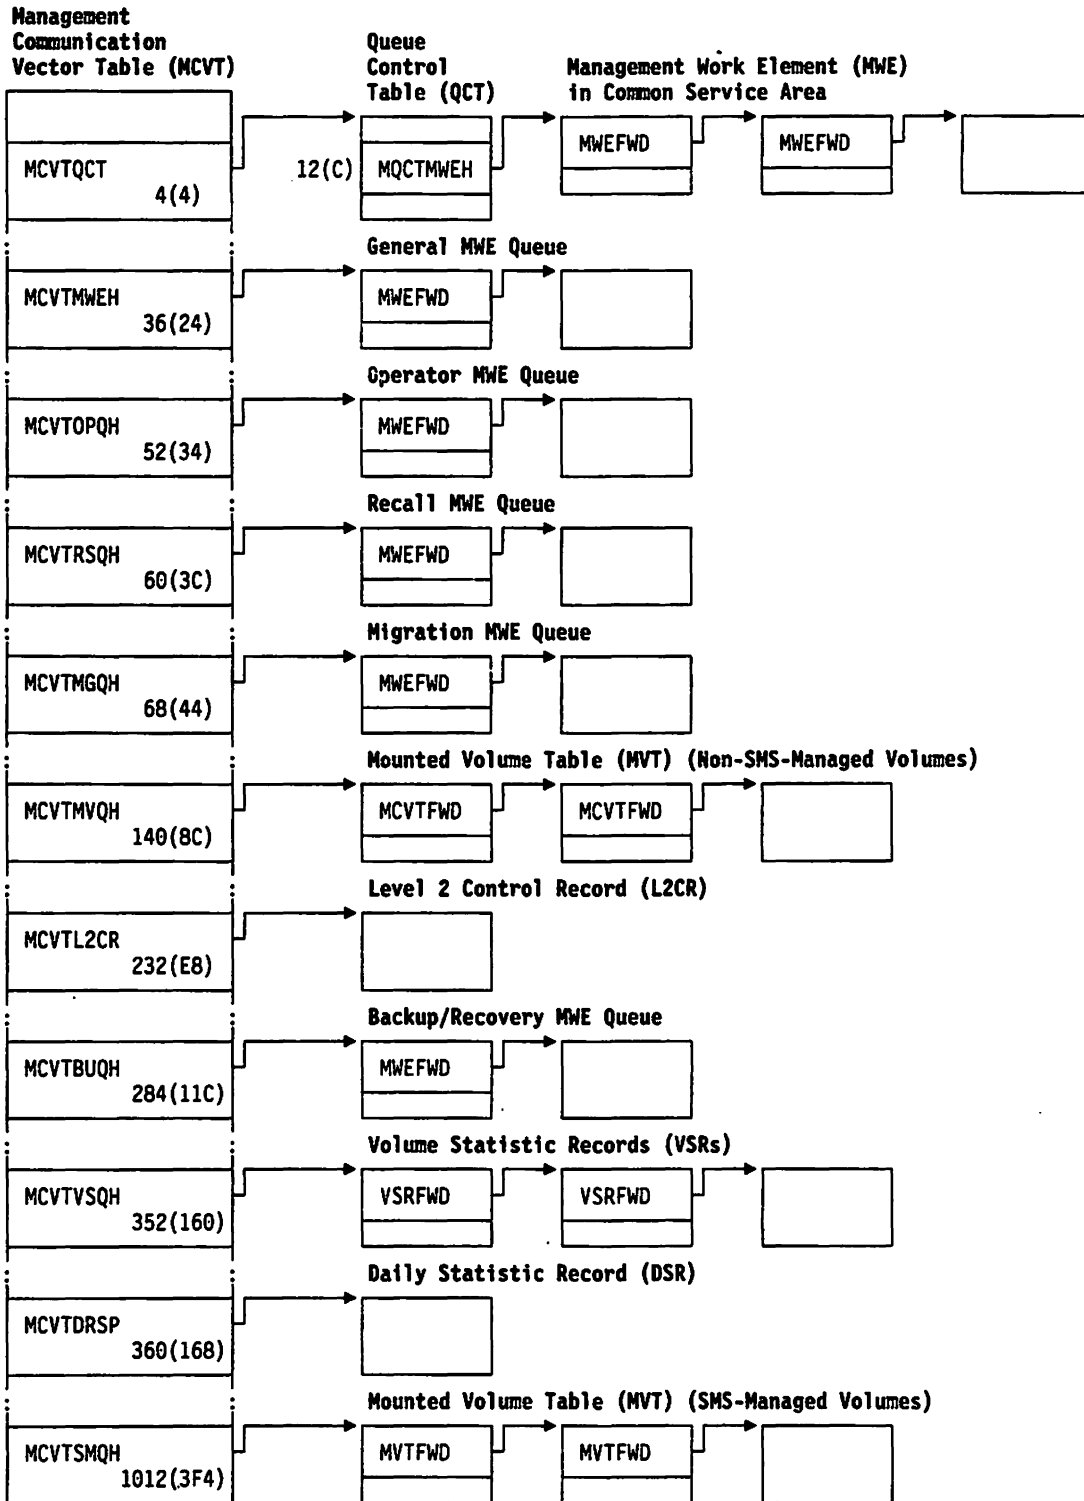 Management
Communication
Vector Table (MCVT)
Queue
Control
Table (QCT)
Management Work Element (MWE)
in Common Service Area
MCVTQCT
4(4)
12(C)
MQCTMWEH
MWEFWD
MWEFWD
General MWE Queue
MCVTMWEH
36(24)
MWEFWD
Operator MWE Queue
MCVTOPQH
52(34)
MWEFWD
Recall MWE Queue
MCVTRSQH
60(3C)
MWEFWD
Migration MWE Queue
MCVTMGQH
68(44)
MWEFWD
Mounted Volume Table (MVT) (Non-SMS-Managed Volumes)
MCVTMVQH
140(8C)
MCVTFWD
MCVTFWD
Level 2 Control Record (L2CR)
MCVTL2CR
232(E8)
Backup/Recovery MWE Queue
MCVTBUQH
284(11C)
MWEFWD
Volume Statistic Records (VSRs)
MCVTVSQH
352(160)
VSRFWD
VSRFWD
Daily Statistic Record (DSR)
MCVTDRSP
360(168)
Mounted Volume Table (MVT) (SMS-Managed Volumes)
MCVTSMQH
1012(3F4)
MVTFWD
MVTFWD